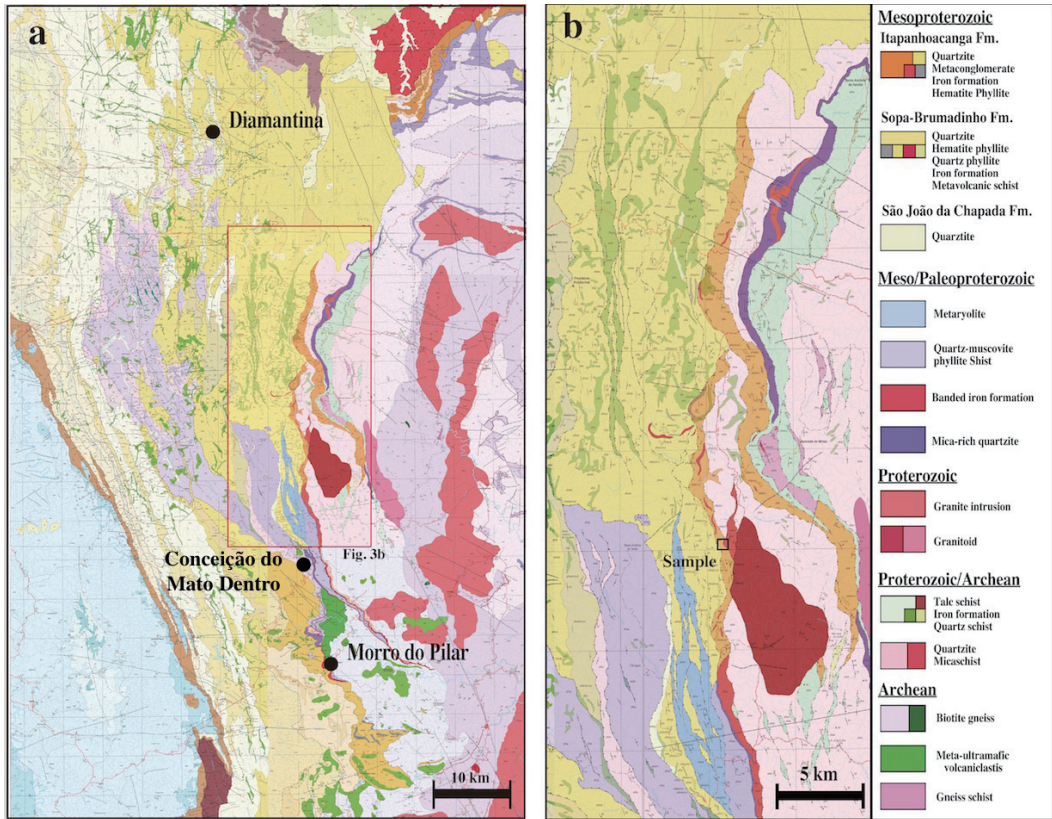 a
Diamantina
Fig. 3b
Conceição do
Mato Dentro
Morro do Pilar
10 km
b
Sample
5 km
Mesoproterozoic
Itapanhoacanga Fm.
Quartzite
Metaconglomerate
Iron formation
Hematite Phyllite
Sopa-Brumadinho Fm.
Quartzite
Hematite phyllite
Quartz phyllite
Iron formation
Metavolcanic schist
São João da Chapada Fm.
Quartzite
Meso/Paleoproterozoic
Metaryolite
Quartz-muscovite
phyllite Shist
Banded iron formation
Mica-rich quartzite
Proterozoic
Granite intrusion
Granitoid
Proterozoic/Archean
Talc schist
Iron formation
Quartz schist
Quartzite
Micaschist
Archean
Biotite gneiss
Meta-ultramafic
volcaniclastis
Gneiss schist